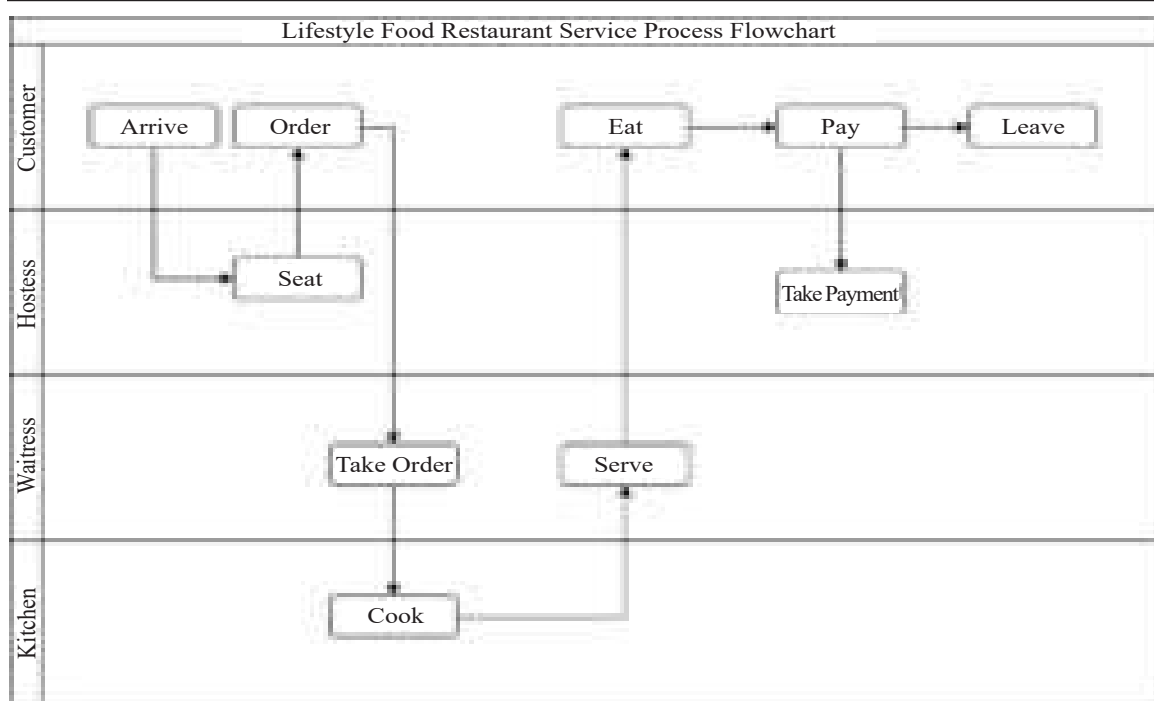 Lifestyle Food Restaurant Service Process Flowchart
Customer
Arrive
Order
Eat
Pay
Leave
Hostess
Seat
Take Payment
Waitress
Take Order
Serve
Kitchen
Cook